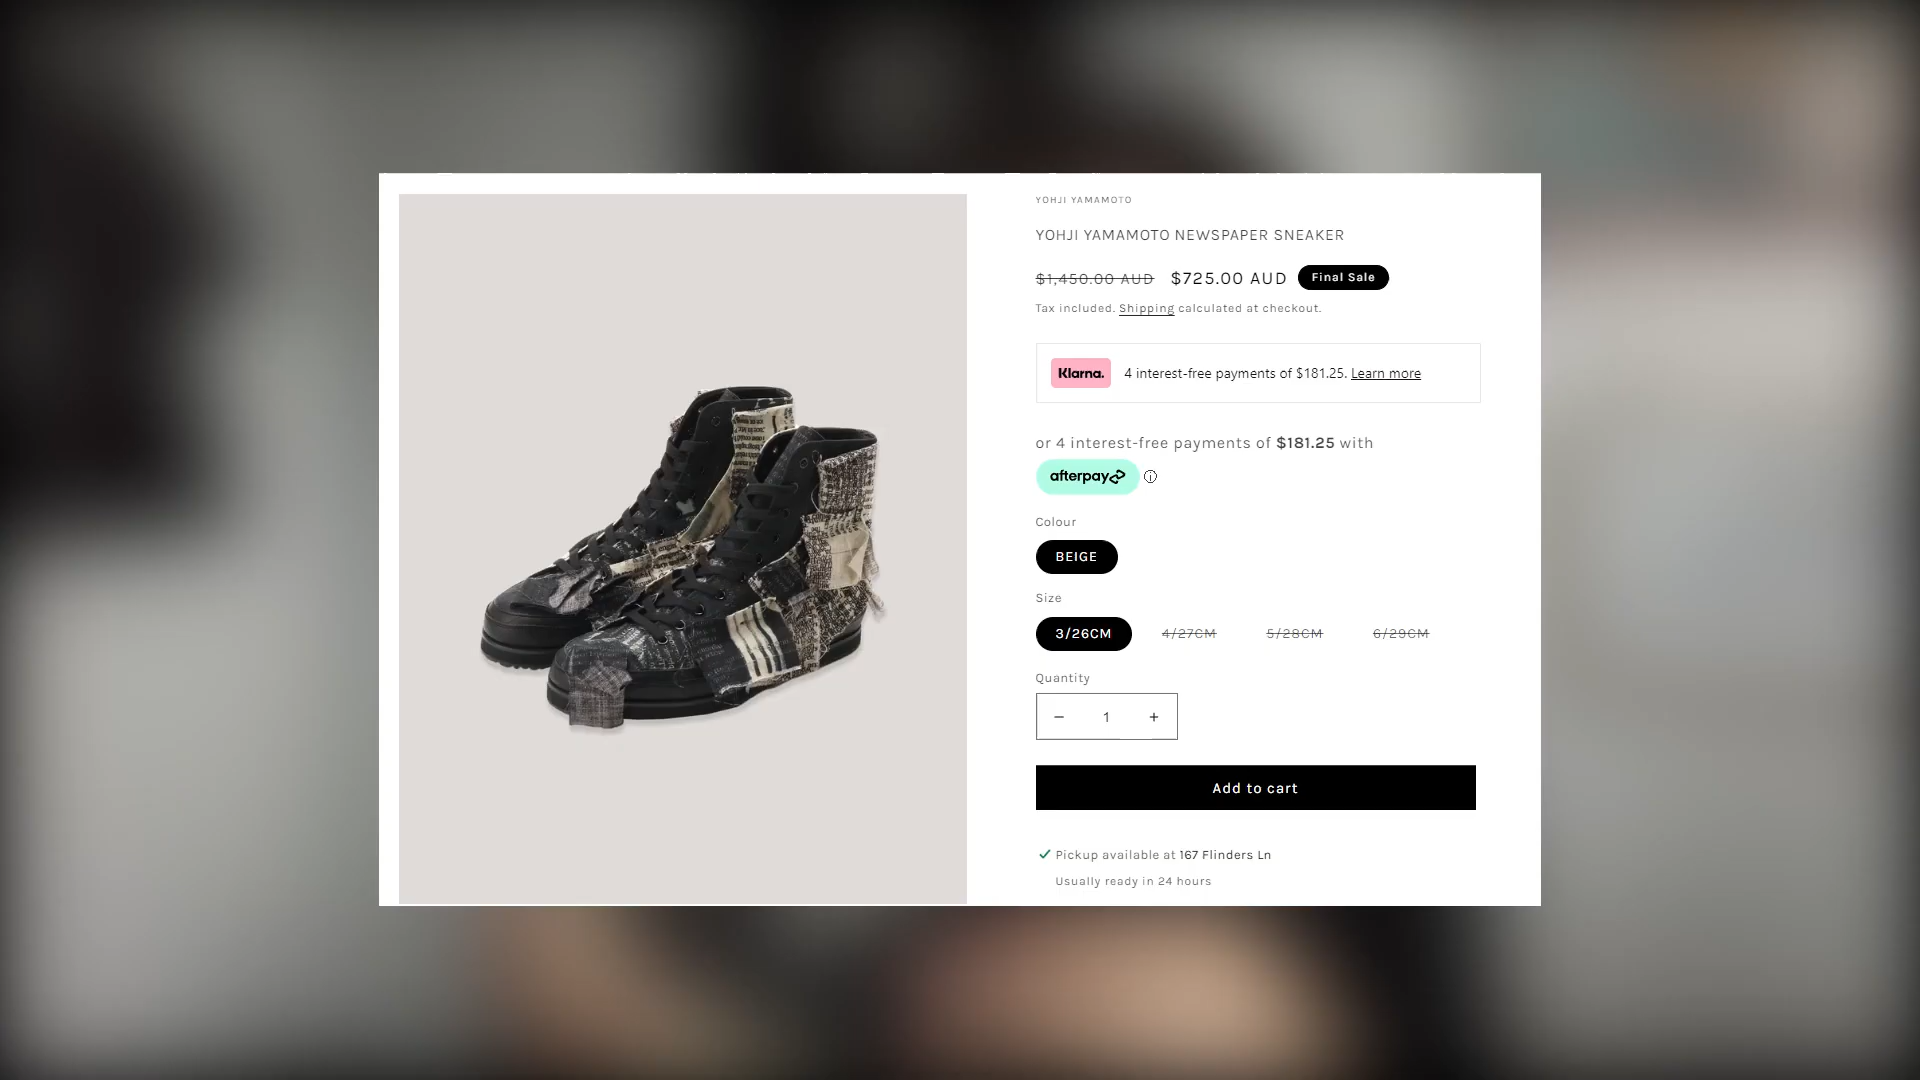 YOHJI YAMAMOTO
YOHJI YAMAMOTO NEWSPAPER SNEAKER
$1,450.00 AUD $725.00 AUD Final Sale
Tax included. Shipping calculated at checkout.
Klarna. 4 interest-free payments of $181.25. Learn more
or 4 interest-free payments of $181.25 with
afterpay
Colour
BEIGE
Size
3/26CM 4/27CM 5/28CM 6/29CM
Quantity
− 1 +
Add to cart
Pickup available at 167 Flinders Ln
Usually ready in 24 hours